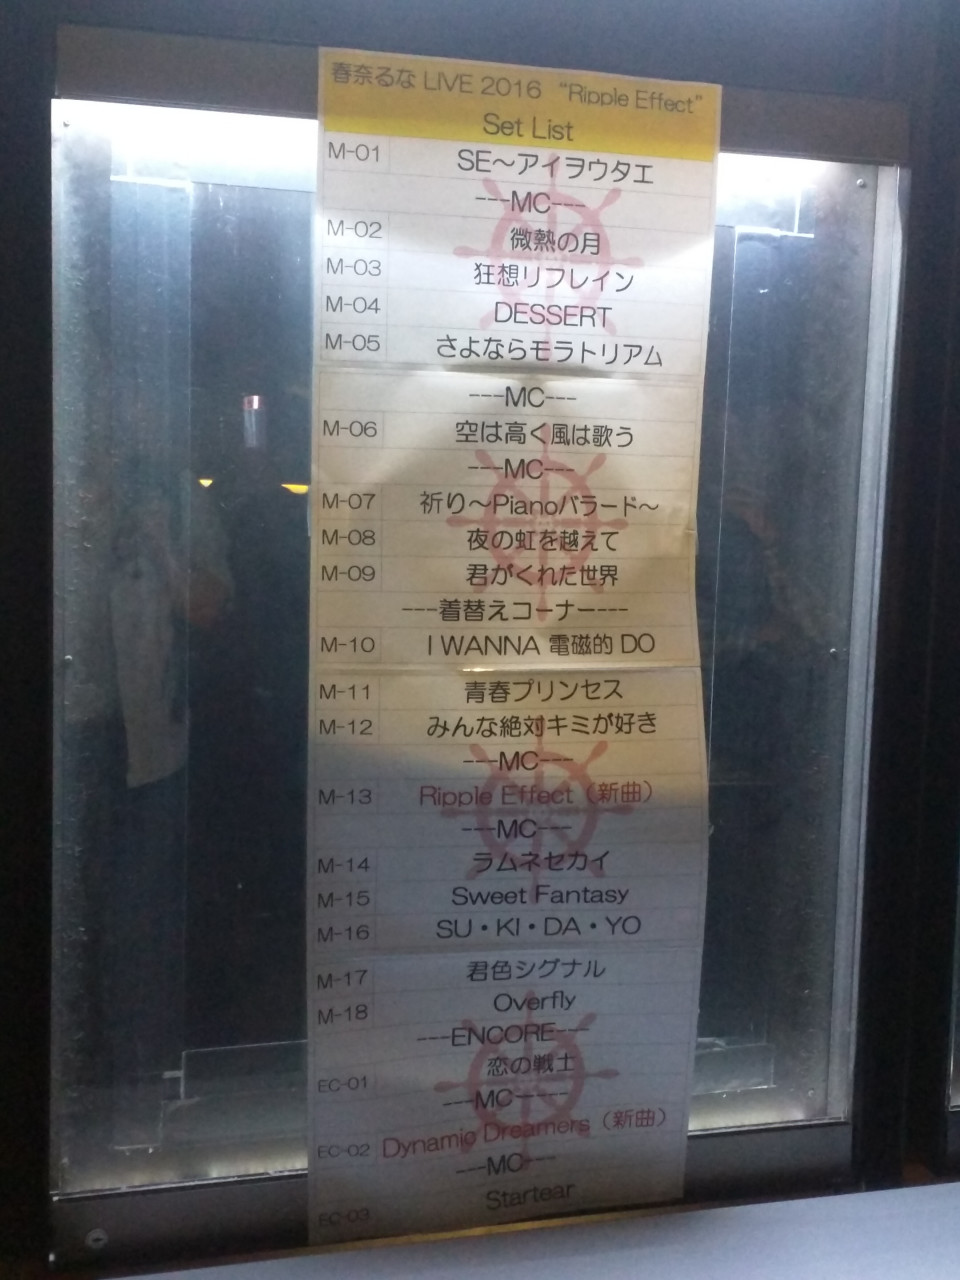 春奈るな LIVE 2016 “Ripple Effect”
Set List
M-01 SE～アイヲウタエ
---MC---
M-02 微熱の月
M-03 狂想リフレイン
M-04 DESSERT
M-05 さよならモラトリアム
---MC---
M-06 空は高く風は歌う
---MC---
M-07 祈り～Pianoバラード～
M-08 夜の虹を越えて
M-09 君がくれた世界
---着替えコーナー----
M-10 I WANNA 電磁的 DO
M-11 青春プリンセス
M-12 みんな絶対キミが好き
---MC---
M-13 Ripple Effect（新曲）
---MC---
M-14 ラムネセカイ
M-15 Sweet Fantasy
M-16 SU・KI・DA・YO
M-17 君色シグナル
M-18 Overfly
---ENCORE---
EC-01 恋の戦士
---MC-----
EC-02 Dynamic Dreamers（新曲）
---MC---
EC-03 Startear